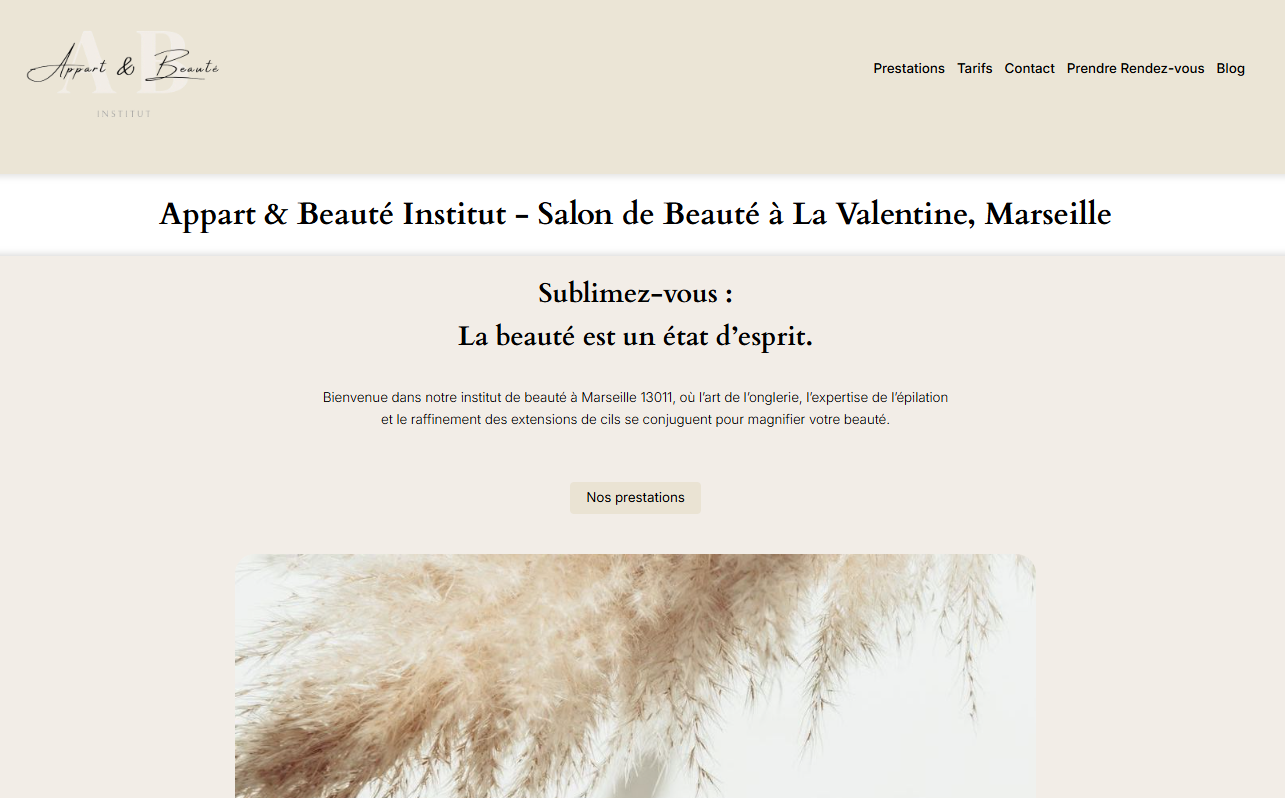 AB
Appart & Beauté
INSTITUT
Prestations Tarifs Contact Prendre Rendez-vous Blog
Appart & Beauté Institut - Salon de Beauté à La Valentine, Marseille
Sublimez-vous :
La beauté est un état d’esprit.
Bienvenue dans notre institut de beauté à Marseille 13011, où l’art de l’onglerie, l’expertise de l’épilation
et le raffinement des extensions de cils se conjuguent pour magnifier votre beauté.
Nos prestations